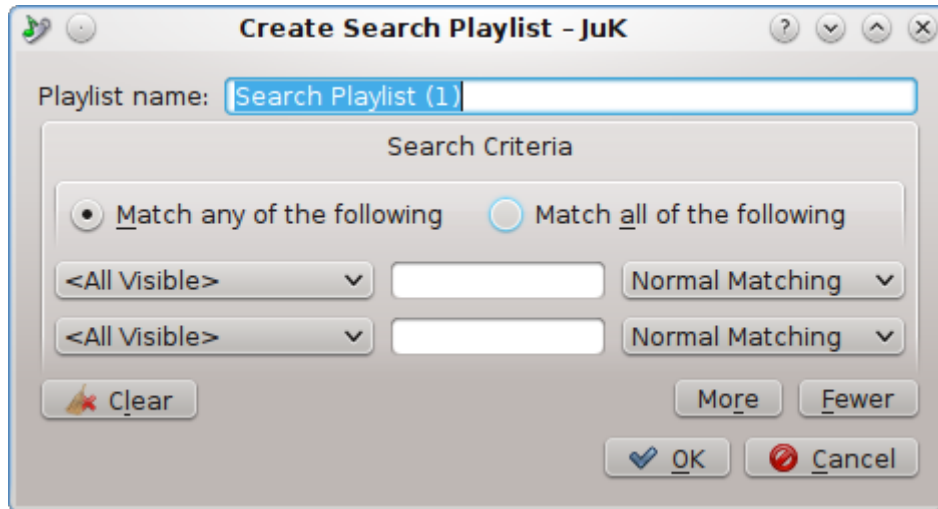 Create Search Playlist – JuK
Playlist name: Search Playlist (1)
Search Criteria
Match any of the following Match all of the following
<All Visible> Normal Matching
<All Visible> Normal Matching
Clear More Fewer
OK Cancel